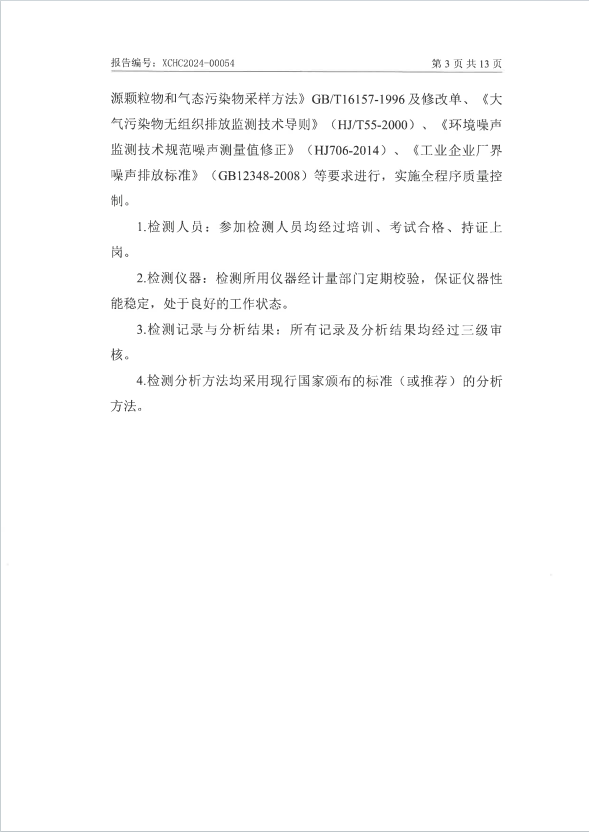 报告编号：XCHC2024-00054 第 3 页 共 13 页
源颗粒物和气态污染物采样方法》GB/T16157-1996 及修改单、《大
气污染物无组织排放监测技术导则》（HJ/T55-2000）、《环境噪声
监测技术规范噪声测量值修正》（HJ706-2014）、《工业企业厂界
噪声排放标准》（GB12348-2008）等要求进行，实施全程序质量控
制。
1.检测人员：参加检测人员均经过培训、考试合格、持证上
岗。
2.检测仪器：检测所用仪器经计量部门定期校验，保证仪器性
能稳定，处于良好的工作状态。
3.检测记录与分析结果：所有记录及分析结果均经过三级审
核。
4.检测分析方法均采用现行国家颁布的标准（或推荐）的分析
方法。